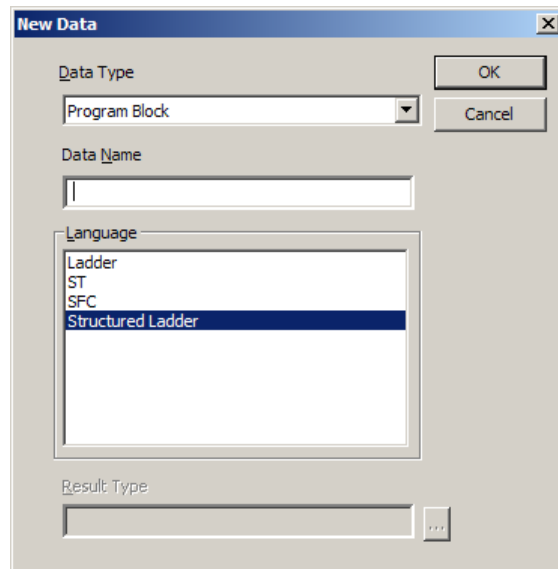 New Data
Data Type
OK
Program Block
Cancel
Data Name
Language
Ladder
ST
SFC
Structured Ladder
Result Type
...